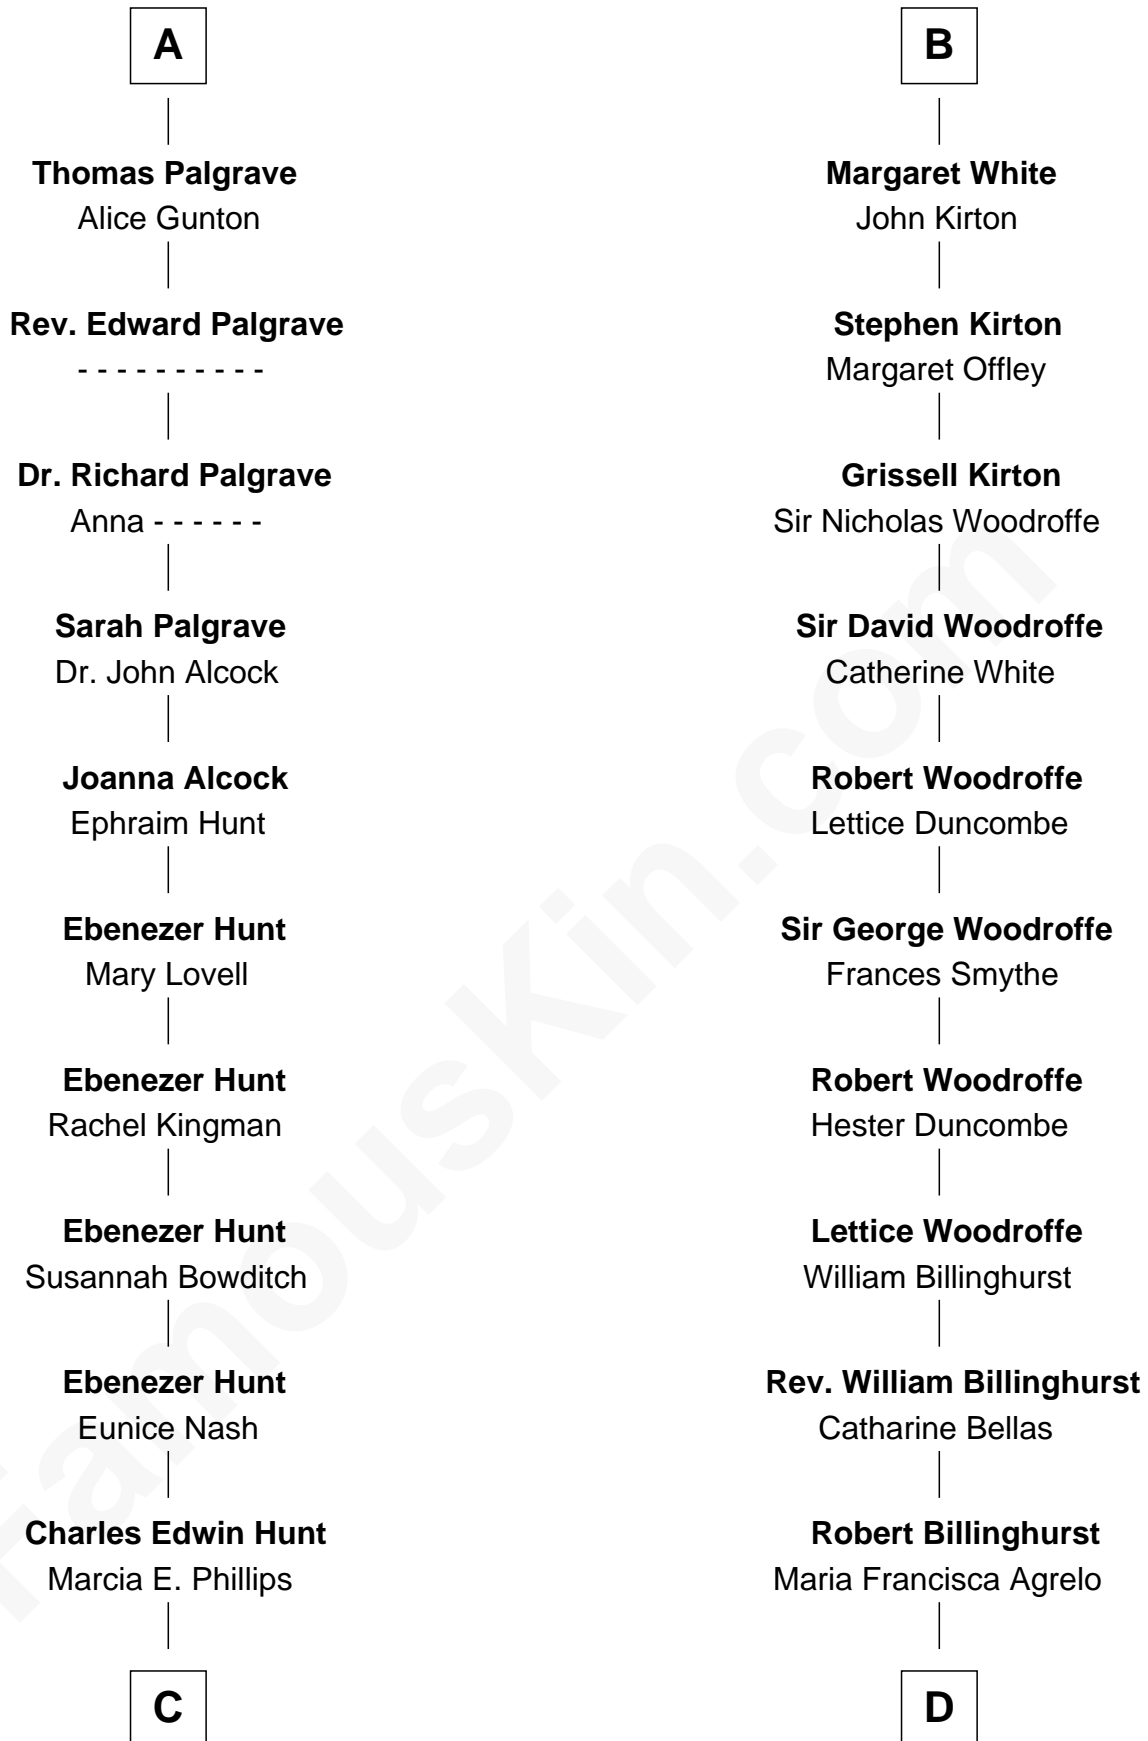 A
Thomas Palgrave
Alice Gunton
Rev. Edward Palgrave
- - - - - - - - - -
Dr. Richard Palgrave
Anna - - - - - -
Sarah Palgrave
Dr. John Alcock
Joanna Alcock
Ephraim Hunt
Ebenezer Hunt
Mary Lovell
Ebenezer Hunt
Rachel Kingman
Ebenezer Hunt
Susannah Bowditch
Ebenezer Hunt
Eunice Nash
Charles Edwin Hunt
Marcia E. Phillips
C
B
Margaret White
John Kirton
Stephen Kirton
Margaret Offley
Grissell Kirton
Sir Nicholas Woodroffe
Sir David Woodroffe
Catherine White
Robert Woodroffe
Lettice Duncombe
Sir George Woodroffe
Frances Smythe
Robert Woodroffe
Hester Duncombe
Lettice Woodroffe
William Billinghurst
Rev. William Billinghurst
Catharine Bellas
Robert Billinghurst
Maria Francisca Agrelo
D
FamousKin.com